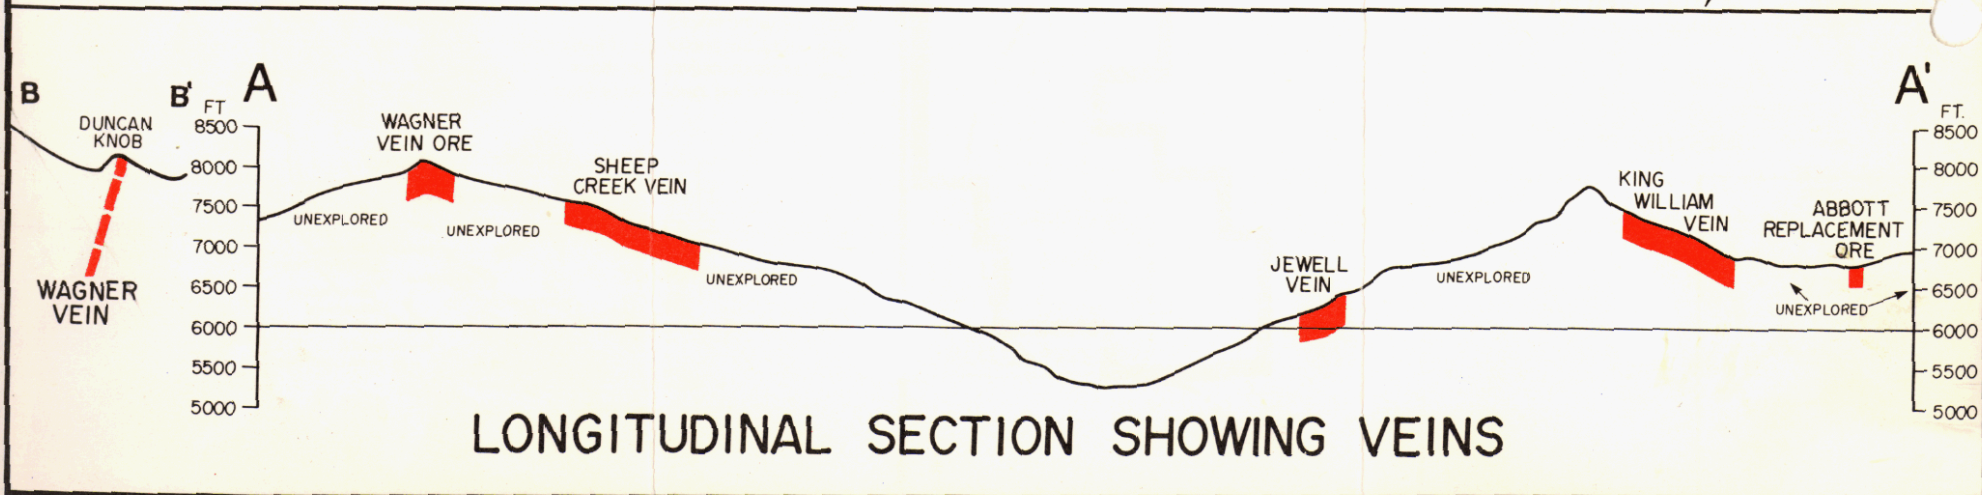 B
B'
A
A'
DUNCAN
KNOB
WAGNER
VEIN
FT
8500
8000
7500
7000
6500
6000
5500
5000
UNEXPLORED
WAGNER
VEIN ORE
UNEXPLORED
SHEEP
CREEK VEIN
UNEXPLORED
JEWELL
VEIN
UNEXPLORED
KING
WILLIAM
VEIN
ABBOTT
REPLACEMENT
ORE
UNEXPLORED
FT.
8500
8000
7500
7000
6500
6000
5500
5000
LONGITUDINAL SECTION SHOWING VEINS